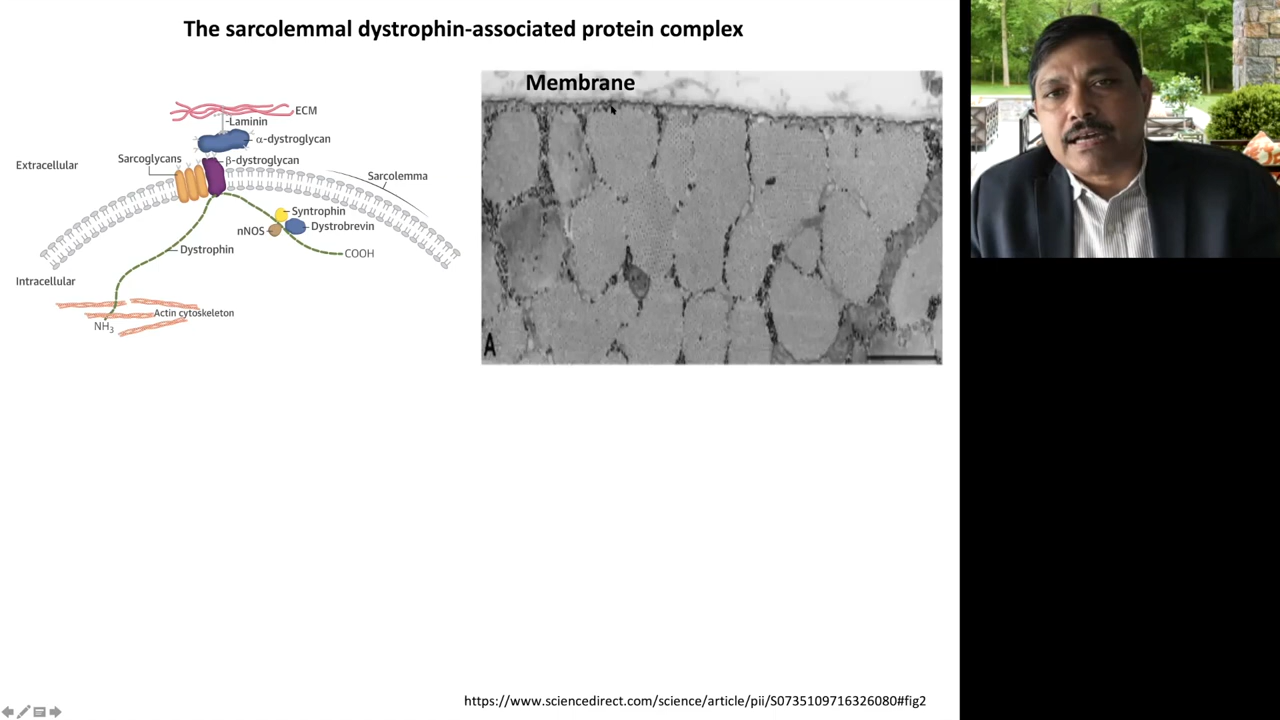 The sarcolemmal dystrophin-associated protein complex
ECM
Laminin
α-dystroglycan
Sarcoglycans
β-dystroglycan
Extracellular
Sarcolemma
Syntrophin
nNOS
Dystrobrevin
Dystrophin
COOH
Intracellular
Actin cytoskeleton
NH3
Membrane
A
https://www.sciencedirect.com/science/article/pii/S0735109716326080#fig2